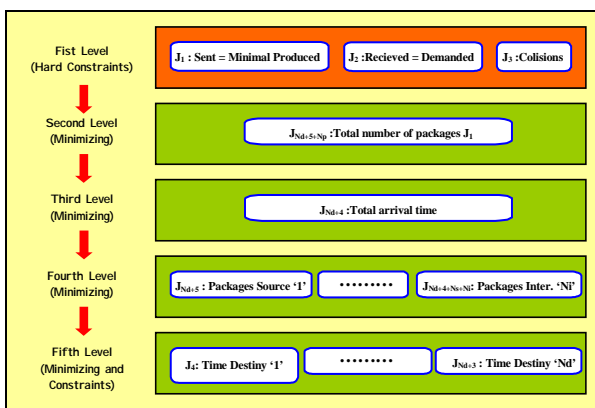 Fist Level
(Hard Constraints)
J1 : Sent = Minimal Produced
J2 :Recieved = Demanded
J3 :Colisions
Second Level
(Minimizing)
JNd+5+Np :Total number of packages J1
Third Level
(Minimizing)
JNd+4 :Total arrival time
Fourth Level
(Minimizing)
JNd+5 : Packages Source ‘1’
………
JNd+4+Ns+Ni: Packages Inter. ‘Ni’
Fifth Level
(Minimizing and
Constraints)
J4: Time Destiny ‘1’
………
JNd+3 : Time Destiny ‘Nd’